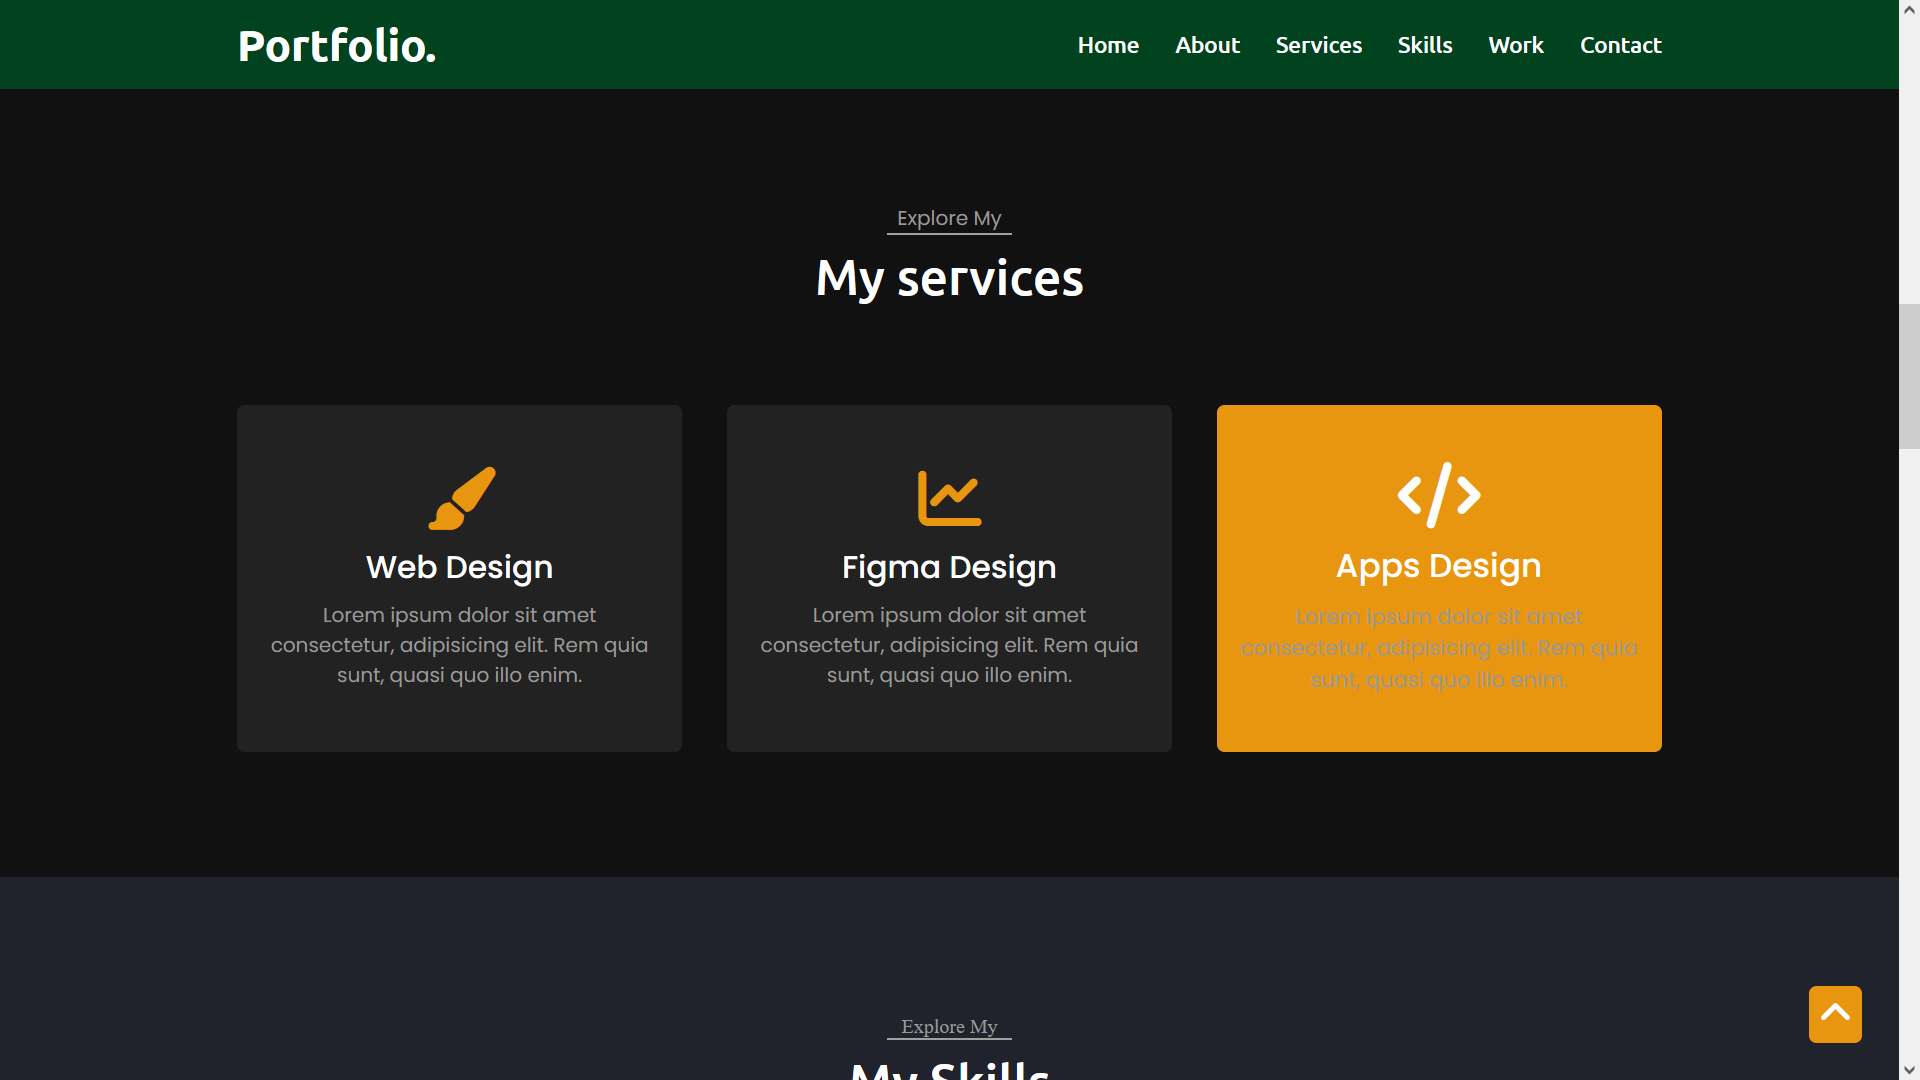 Portfolio.
Home About Services Skills Work Contact
Explore My
My services
Web Design
Lorem ipsum dolor sit amet
consectetur, adipisicing elit. Rem quia
sunt, quasi quo illo enim.
Figma Design
Lorem ipsum dolor sit amet
consectetur, adipisicing elit. Rem quia
sunt, quasi quo illo enim.
Apps Design
Lorem ipsum dolor sit amet
consectetur, adipisicing elit. Rem quia
sunt, quasi quo illo enim.
Explore My
My Skills